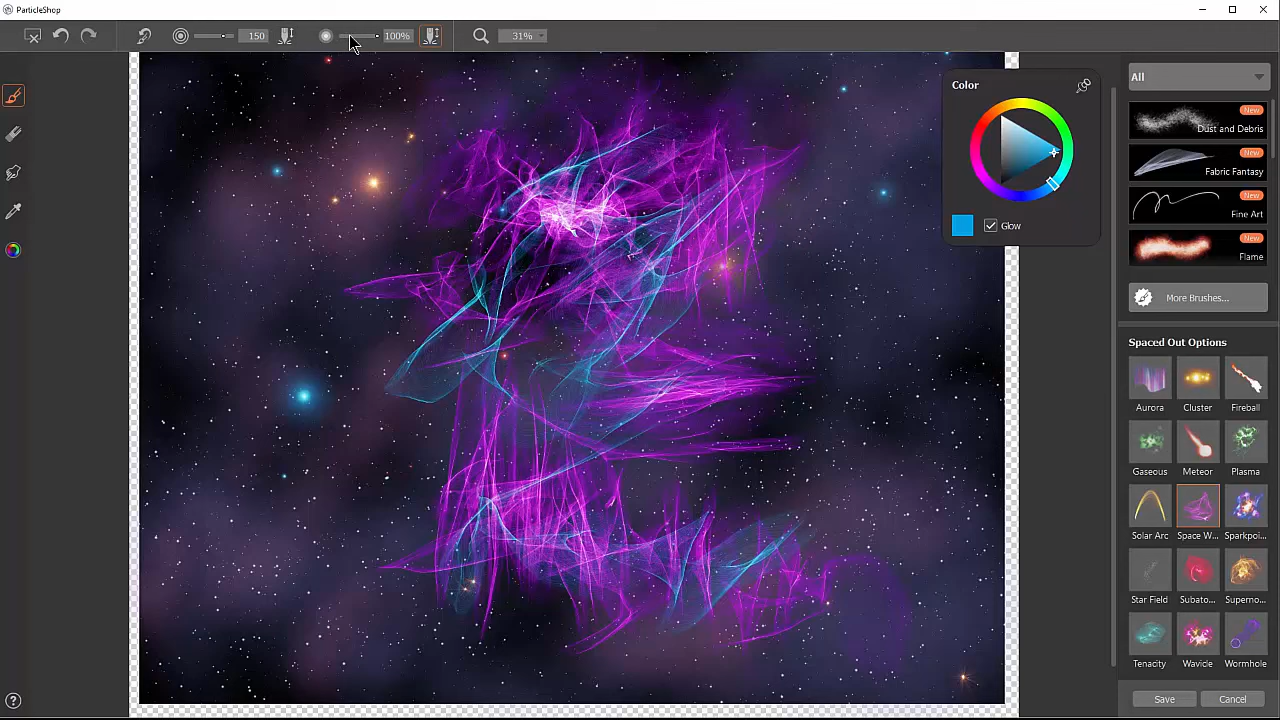 ParticleShop
150
100%
31%
Color
Glow
All
New
Dust and Debris
New
Fabric Fantasy
New
Fine Art
New
Flame
More Brushes...
Spaced Out Options
Aurora Cluster Fireball
Gaseous Meteor Plasma
Solar Arc Space W... Sparkpoi...
Star Field Subato... Superno...
Tenacity Wavicle Wormhole
Save Cancel